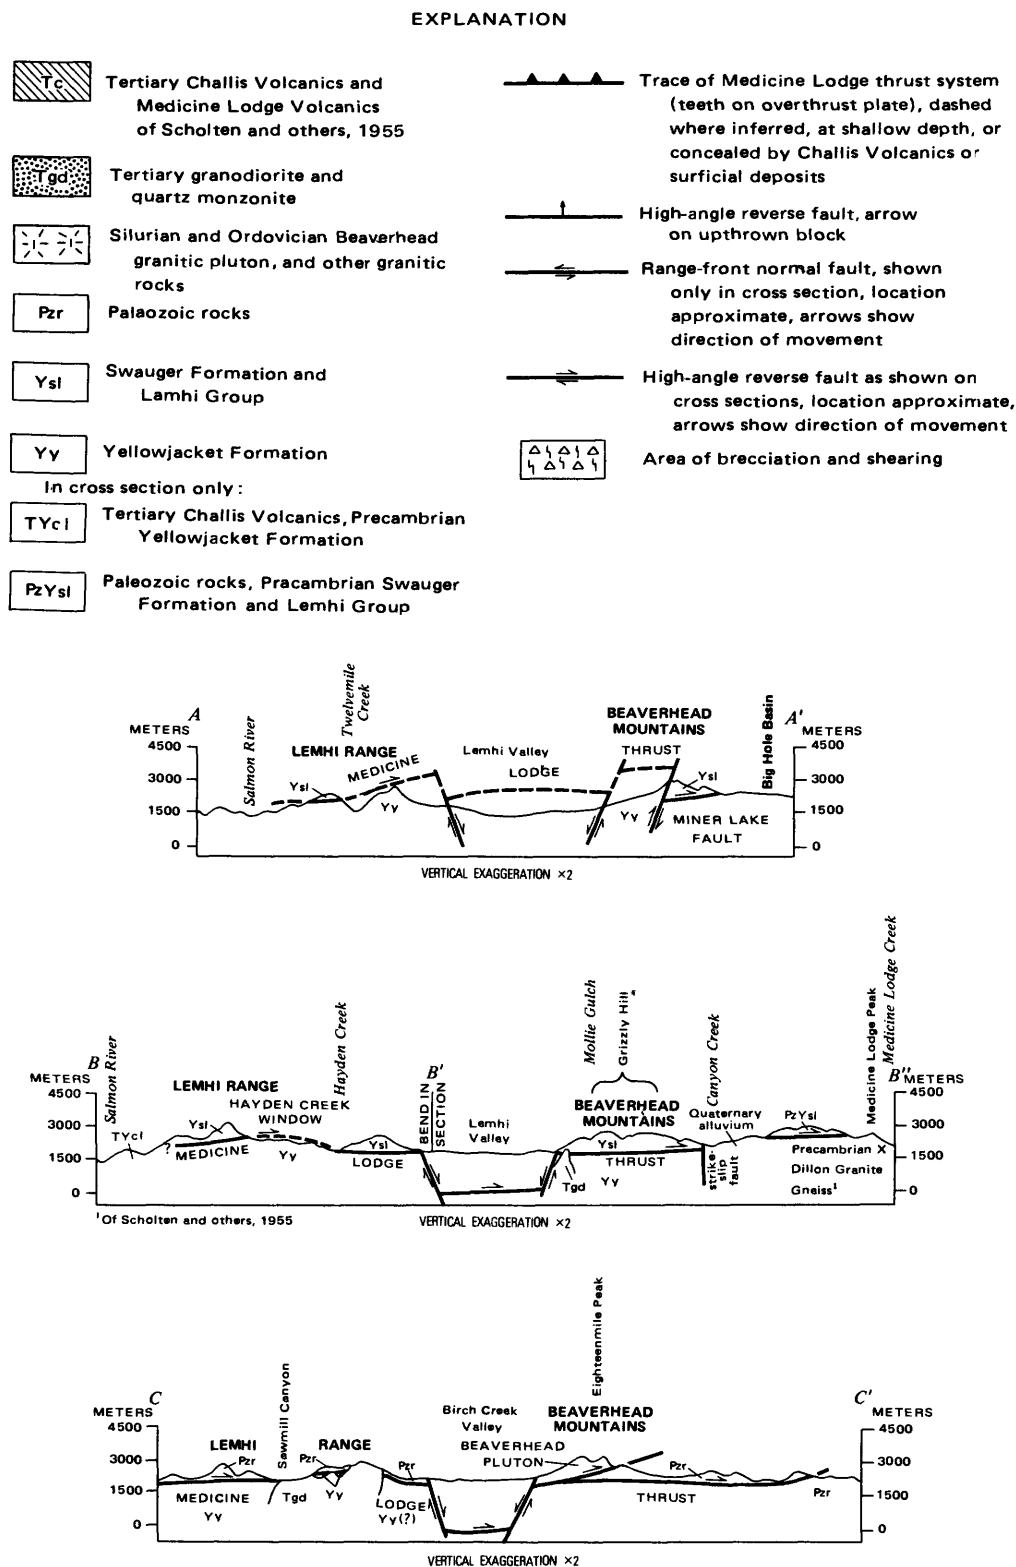 EXPLANATION
Tc
Tertiary Challis Volcanics and
Medicine Lodge Volcanics
of Scholten and others, 1955
Tgd
Tertiary granodiorite and
quartz monzonite
Silurian and Ordovician Beaverhead
granitic pluton, and other granitic
rocks
Pzr
Palaozoic rocks
Ysl
Swauger Formation and
Lamhi Group
Yy
Yellowjacket Formation
In cross section only:
TYcl
Tertiary Challis Volcanics, Precambrian
Yellowjacket Formation
PzYsl
Paleozoic rocks, Pracambrian Swauger
Formation and Lemhi Group
Trace of Medicine Lodge thrust system
(teeth on overthrust plate), dashed
where inferred, at shallow depth, or
concealed by Challis Volcanics or
surficial deposits
High-angle reverse fault, arrow
on upthrown block
Range-front normal fault, shown
only in cross section, location
approximate, arrows show
direction of movement
High-angle reverse fault as shown on
cross sections, location approximate,
arrows show direction of movement
Area of brecciation and shearing
A
METERS
4500
3000
1500
0
Salmon River
Twelvemile
Creek
LEMHI RANGE
MEDICINE
Ysl
Yy
Lemhi Valley
LODGE
BEAVERHEAD
MOUNTAINS
THRUST
Ysl
Yy
MINER LAKE
FAULT
Big Hole Basin
A'
METERS
4500
3000
1500
0
VERTICAL EXAGGERATION ×2
B
METERS
4500
3000
1500
0
Salmon River
TYcl
LEMHI RANGE
HAYDEN CREEK
WINDOW
Ysl
?
MEDICINE
Yy
Hayden Creek
Ysl
LODGE
B'
BEND IN
SECTION
Lemhi
Valley
Mollie Gulch
Grizzly Hill
BEAVERHEAD
MOUNTAINS
Ysl
THRUST
Tgd
Yy
Canyon Creek
Quaternary
alluvium
strike-
slip
fault
PzYsl
Precambrian X
Dillon Granite
Gneiss¹
Medicine Lodge Peak
Medicine Lodge Creek
B''
METERS
4500
3000
1500
0
¹Of Scholten and others, 1955
VERTICAL EXAGGERATION ×2
C
METERS
4500
3000
1500
0
LEMHI
Pzr
MEDICINE
Yy
Sawmill Canyon
RANGE
Pzr
Tgd
Yy
Pzr
LODGE
Yy(?)
Birch Creek
Valley
BEAVERHEAD
PLUTON
Eighteenmile Peak
BEAVERHEAD
MOUNTAINS
Pzr
THRUST
Pzr
C'
METERS
4500
3000
1500
0
VERTICAL EXAGGERATION ×2